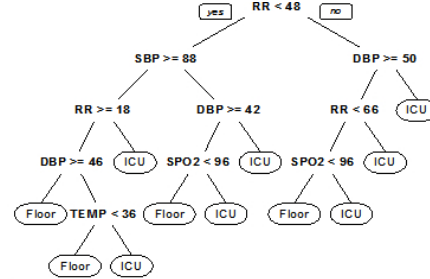 yes RR < 48 no
SBP >= 88 DBP >= 50
RR >= 18 DBP >= 42 RR < 66 ICU
DBP >= 46 ICU SPO2 < 96 ICU SPO2 < 96 ICU
Floor TEMP < 36 Floor ICU Floor ICU
Floor ICU